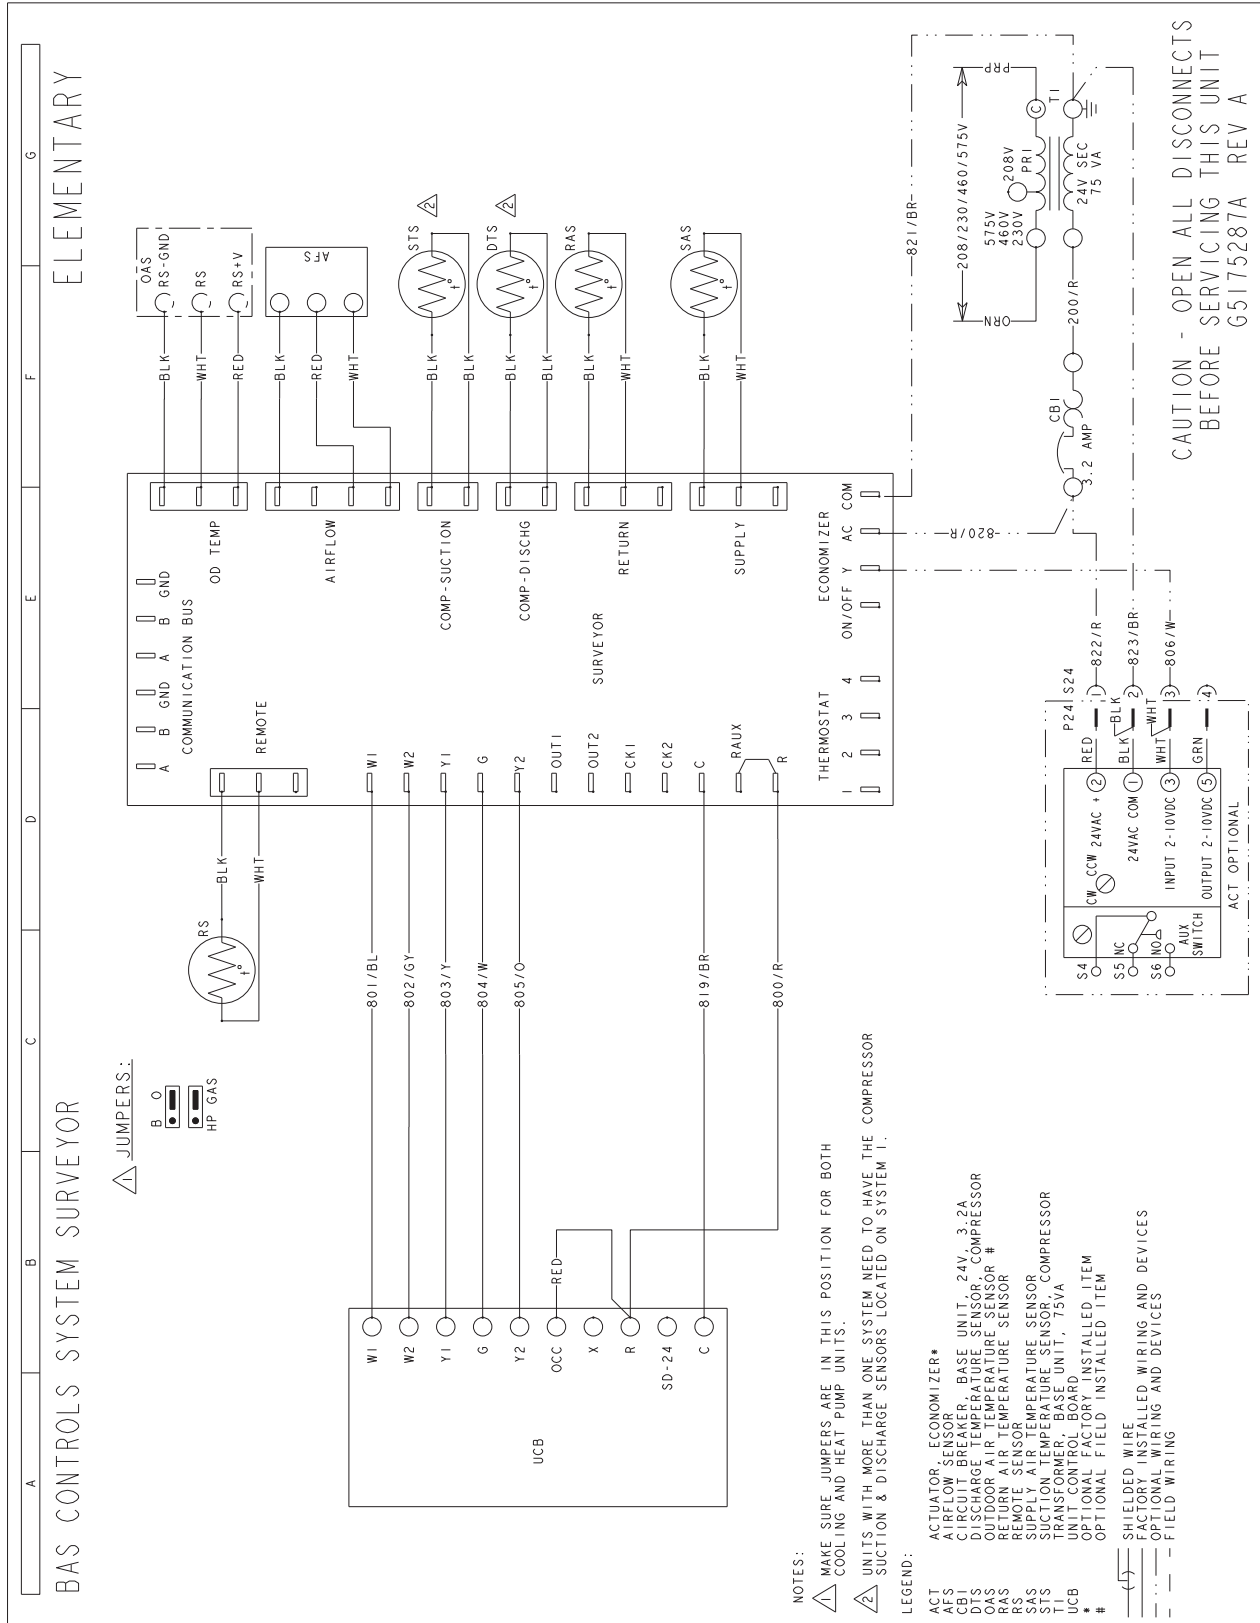 A B C D E F G
BAS CONTROLS SYSTEM SURVEYOR
ELEMENTARY
1 JUMPERS:
B O
HP GAS
RS
BLK
WHT
REMOTE
A B GND A B GND
COMMUNICATION BUS
OD TEMP
BLK
WHT
RED
OAS
RS-GND
RS
RS+V
AIRFLOW
BLK
RED
WHT
AFS
COMP-SUCTION
BLK
BLK
STS
2
COMP-DISCHG
BLK
BLK
DTS
2
RETURN
BLK
WHT
RAS
SUPPLY
BLK
WHT
SAS
SURVEYOR
W1
W2
Y1
G
Y2
OUT1
OUT2
CK1
CK2
C
RAUX
R
THERMOSTAT
1 2 3 4
ECONOMIZER
ON/OFF Y AC COM
801/BL
802/GY
803/Y
804/W
805/O
819/BR
800/R
RED
UCB
W1
W2
Y1
G
Y2
OCC
X
R
SD-24
C
821/BR
820/R
208/230/460/575V
ORN
PRP
575V
460V
230V
208V
PRI
C
T1
24V SEC
75 VA
200/R
CB1
3.2 AMP
822/R
823/BR
806/W
P24 S24
1
2
3
4
RED
BLK
BLK
WHT
WHT
GRN
24VAC + 2
24VAC COM 1
INPUT 2-10VDC 3
OUTPUT 2-10VDC 5
CW CCW
S4
S5 NC
S6 NO
AUX
SWITCH
ACT OPTIONAL
NOTES:
1 MAKE SURE JUMPERS ARE IN THIS POSITION FOR BOTH
COOLING AND HEAT PUMP UNITS.
2 UNITS WITH MORE THAN ONE SYSTEM NEED TO HAVE THE COMPRESSOR
SUCTION & DISCHARGE SENSORS LOCATED ON SYSTEM 1.
LEGEND:
ACT ACTUATOR, ECONOMIZER*
AFS AIRFLOW SENSOR
CB1 CIRCUIT BREAKER, BASE UNIT, 24V, 3.2A
DTS DISCHARGE TEMPERATURE SENSOR, COMPRESSOR
OAS OUTDOOR AIR TEMPERATURE SENSOR #
RAS RETURN AIR TEMPERATURE SENSOR
RS REMOTE SENSOR
SAS SUPPLY AIR TEMPERATURE SENSOR
STS SUCTION TEMPERATURE SENSOR, COMPRESSOR
T1 TRANSFORMER, BASE UNIT, 75VA
UCB UNIT CONTROL BOARD
* OPTIONAL FACTORY INSTALLED ITEM
# OPTIONAL FIELD INSTALLED ITEM
SHIELDED WIRE
FACTORY INSTALLED WIRING AND DEVICES
OPTIONAL WIRING AND DEVICES
FIELD WIRING
CAUTION - OPEN ALL DISCONNECTS
BEFORE SERVICING THIS UNIT
G5175287A REV A